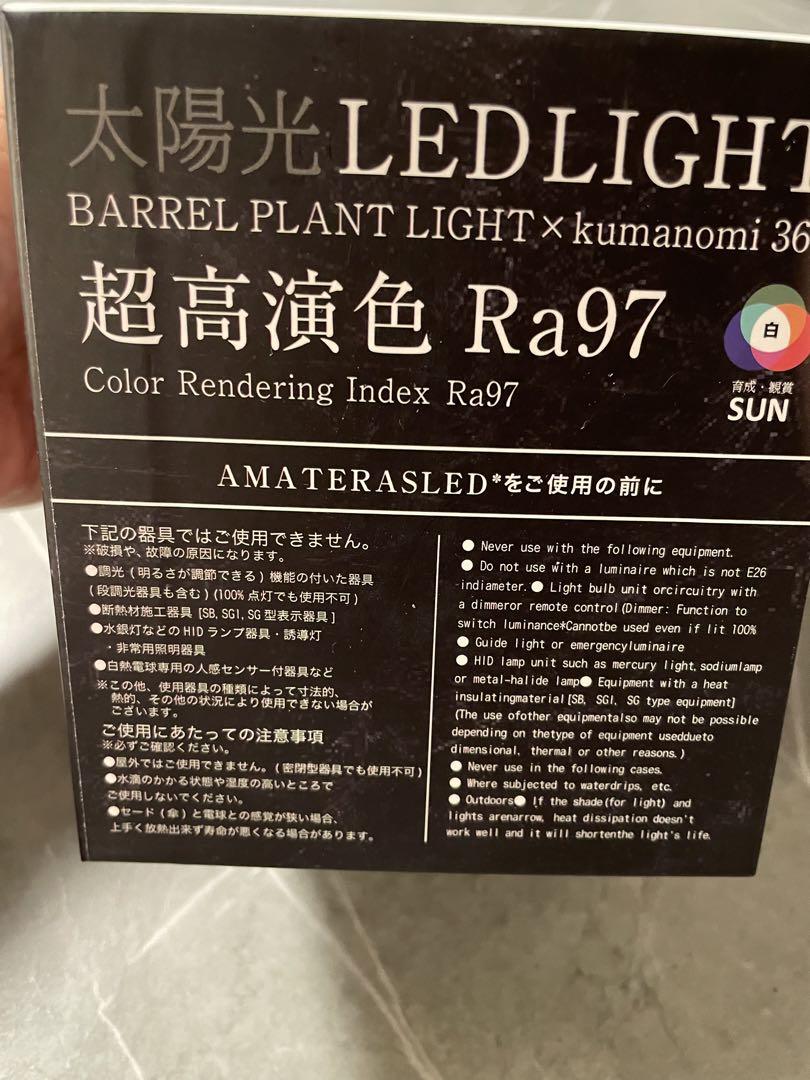 太陽光 LED LIGHT
BARREL PLANT LIGHT × kumanomi 36
超高演色 Ra97
Color Rendering Index Ra97
白
育成・観賞
SUN
AMATERASLED*をご使用の前に
下記の器具ではご使用できません。
※破損や、故障の原因になります。
●調光(明るさが調節できる)機能の付いた器具
(段調光器具も含む)(100%点灯でも使用不可)
●断熱材施工器具[SB,SGI,SG型表示器具]
●水銀灯などのHIDランプ器具・誘導灯
・非常用照明器具
●白熱電球専用の人感センサー付器具など
※この他、使用器具の種類によって寸法的、
熱的、その他の状況により使用できない場合が
ございます。
ご使用にあたっての注意事項
※必ずご確認ください。
●屋外ではご使用できません。(密閉型器具でも使用不可)
●水滴のかかる状態や湿度の高いところで
ご使用しないでください。
●セード(傘)と電球との感覚が狭い場合、
上手く放熱出来ず寿命が悪くなる場合があります。
● Never use with the following equipment.
● Do not use with a luminaire which is not E26
indiameter.● Light bulb unit orcircuitry with
a dimmeror remote control(Dimmer: Function to
switch luminance*Cannotbe used even if lit 100%
● Guide light or emergencyluminaire
● HID lamp unit such as mercury light,sodiumlamp
or metal-halide lamp● Equipment with a heat
insulatingmaterial[SB, SGI, SG type equipment]
(The use ofother equipmentalso may not be possible
depending on thetype of equipment useddueto
dimensional, thermal or other reasons.)
● Never use in the following cases.
● Where subjected to waterdrips, etc.
● Outdoors● If the shade(for light) and
lights arenarrow, heat dissipation doesn't
work well and it will shortenthe light's life.